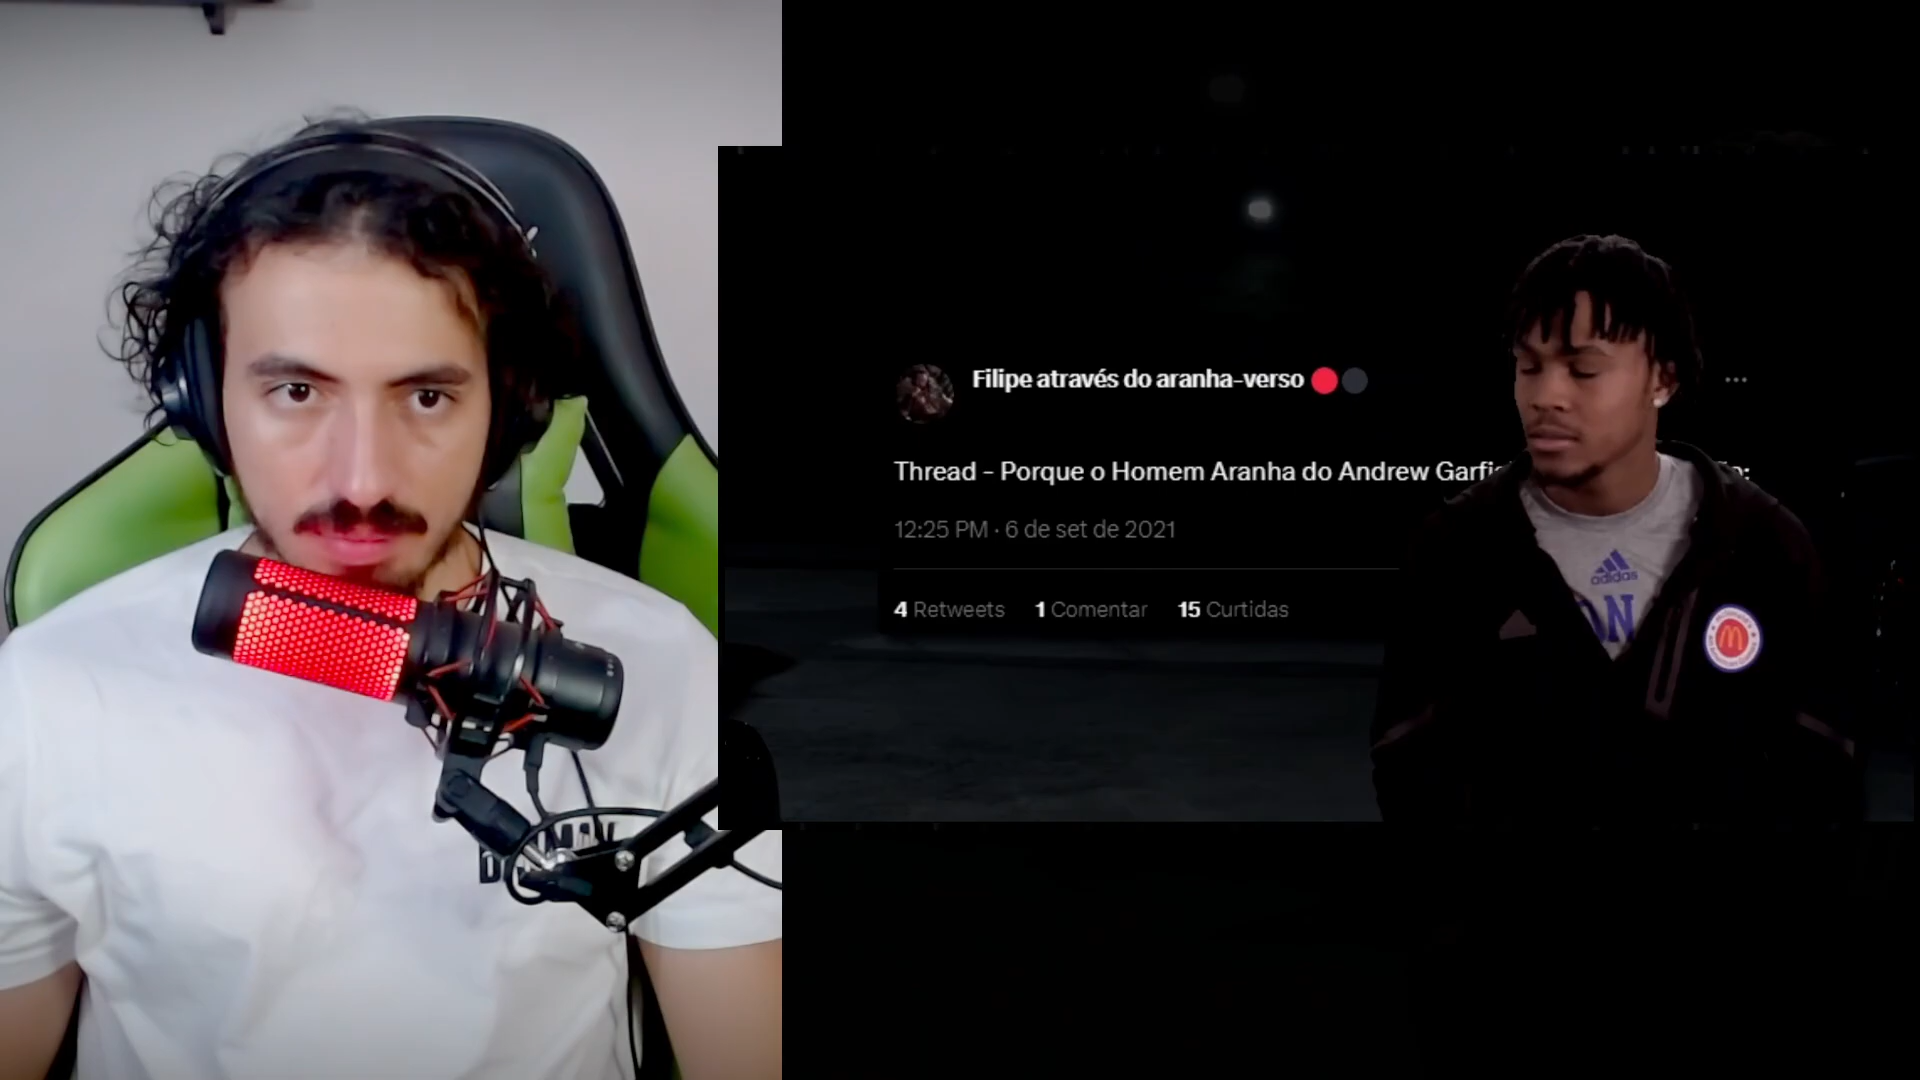 Filipe através do aranha-verso
Thread - Porque o Homem Aranha do Andrew
12:25 PM · 6 de set de 2021
4 Retweets 1 Comentar 15 Curtidas
adidas